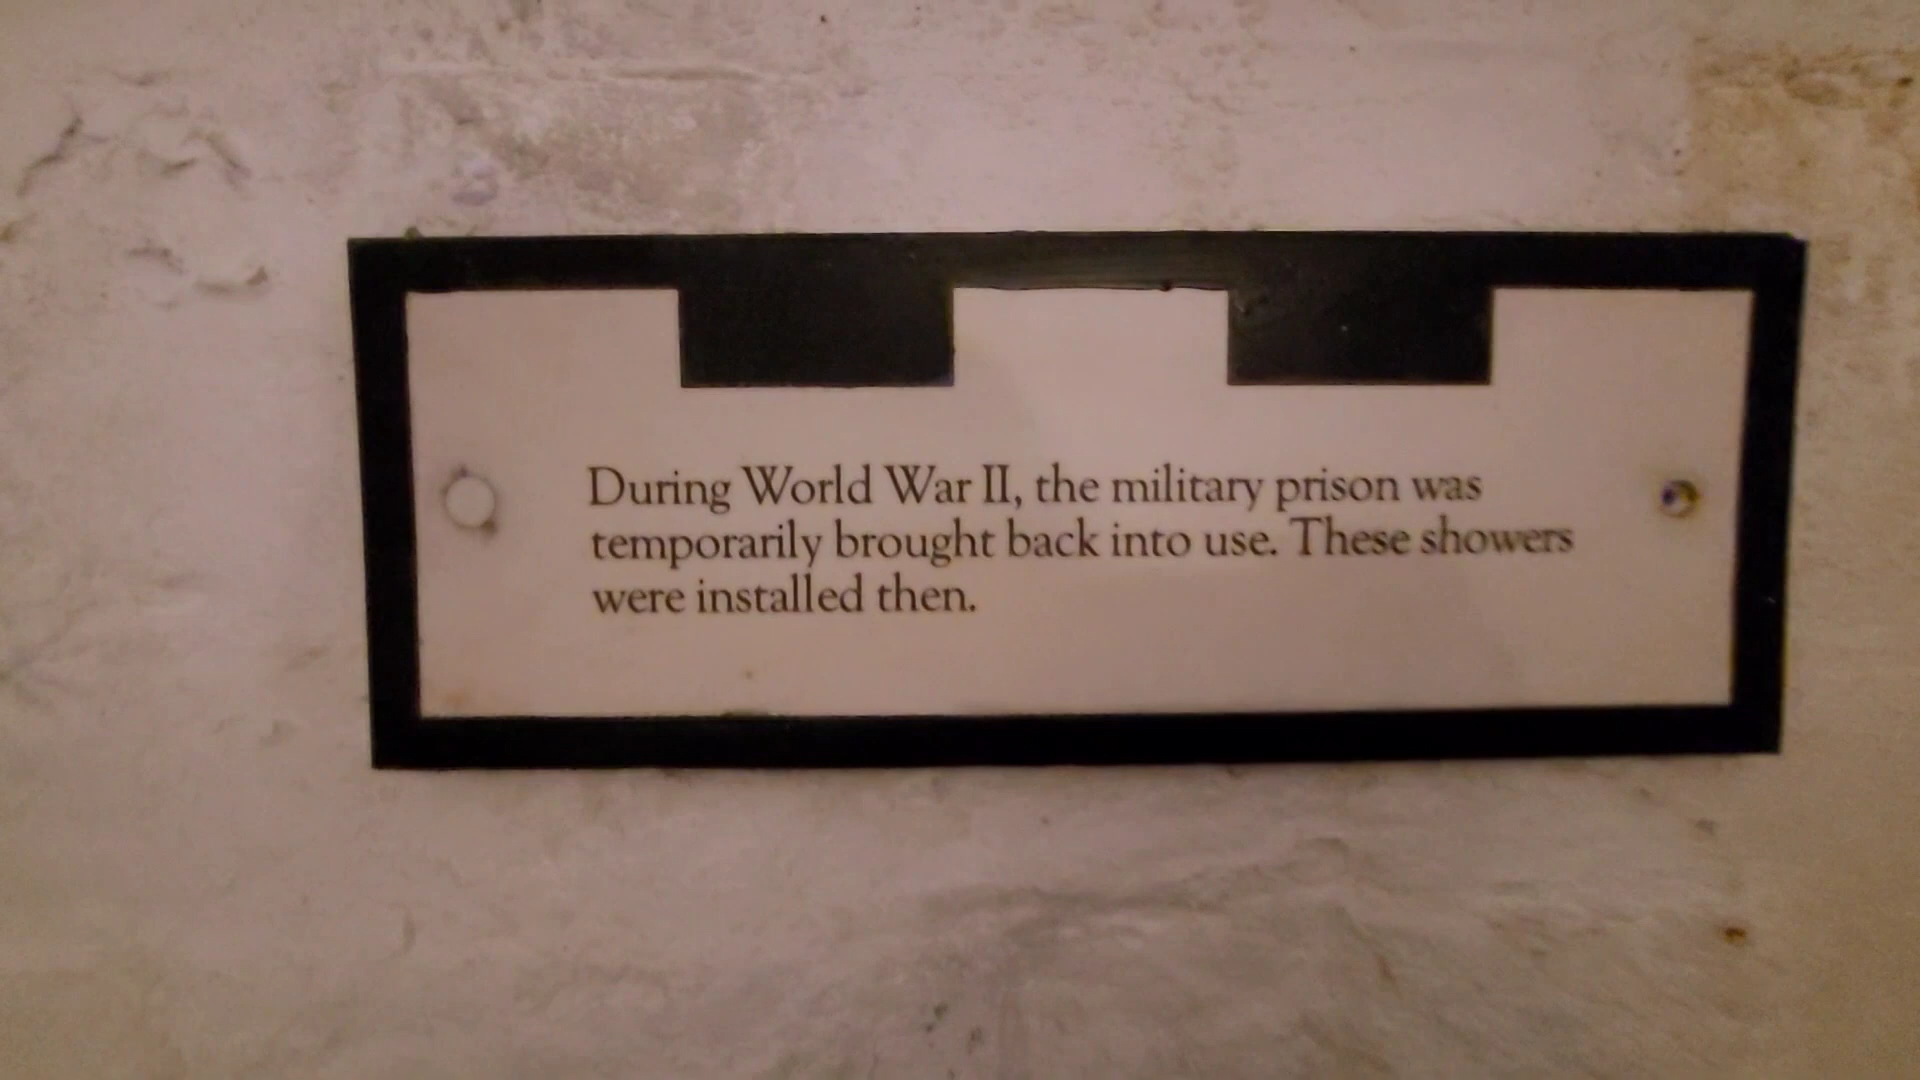 During World War II, the military prison was
temporarily brought back into use. These showers
were installed then.